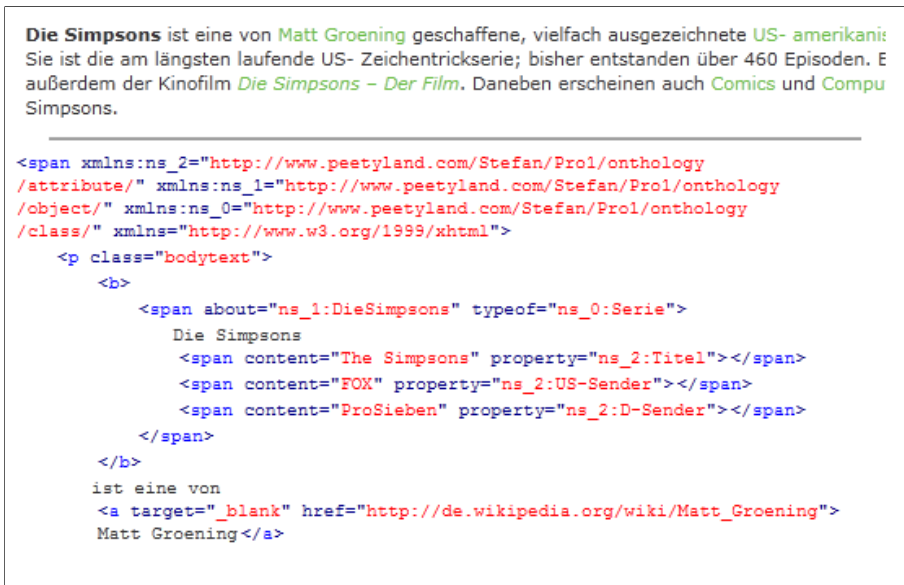 Die Simpsons ist eine von Matt Groening geschaffene, vielfach ausgezeichnete US- amerikanis
Sie ist die am längsten laufende US- Zeichentrickserie; bisher entstanden über 460 Episoden. E
außerdem der Kinofilm Die Simpsons – Der Film. Daneben erscheinen auch Comics und Compu
Simpsons.
<span xmlns:ns_2="http://www.peetyland.com/Stefan/Pro1/onthology
/attribute/" xmlns:ns_1="http://www.peetyland.com/Stefan/Pro1/onthology
/object/" xmlns:ns_0="http://www.peetyland.com/Stefan/Pro1/onthology
/class/" xmlns="http://www.w3.org/1999/xhtml">
<p class="bodytext">
<b>
<span about="ns_1:DieSimpsons" typeof="ns_0:Serie">
Die Simpsons
<span content="The Simpsons" property="ns_2:Titel"></span>
<span content="FOX" property="ns_2:US-Sender"></span>
<span content="ProSieben" property="ns_2:D-Sender"></span>
</span>
</b>
ist eine von
<a target="_blank" href="http://de.wikipedia.org/wiki/Matt_Groening">
Matt Groening</a>